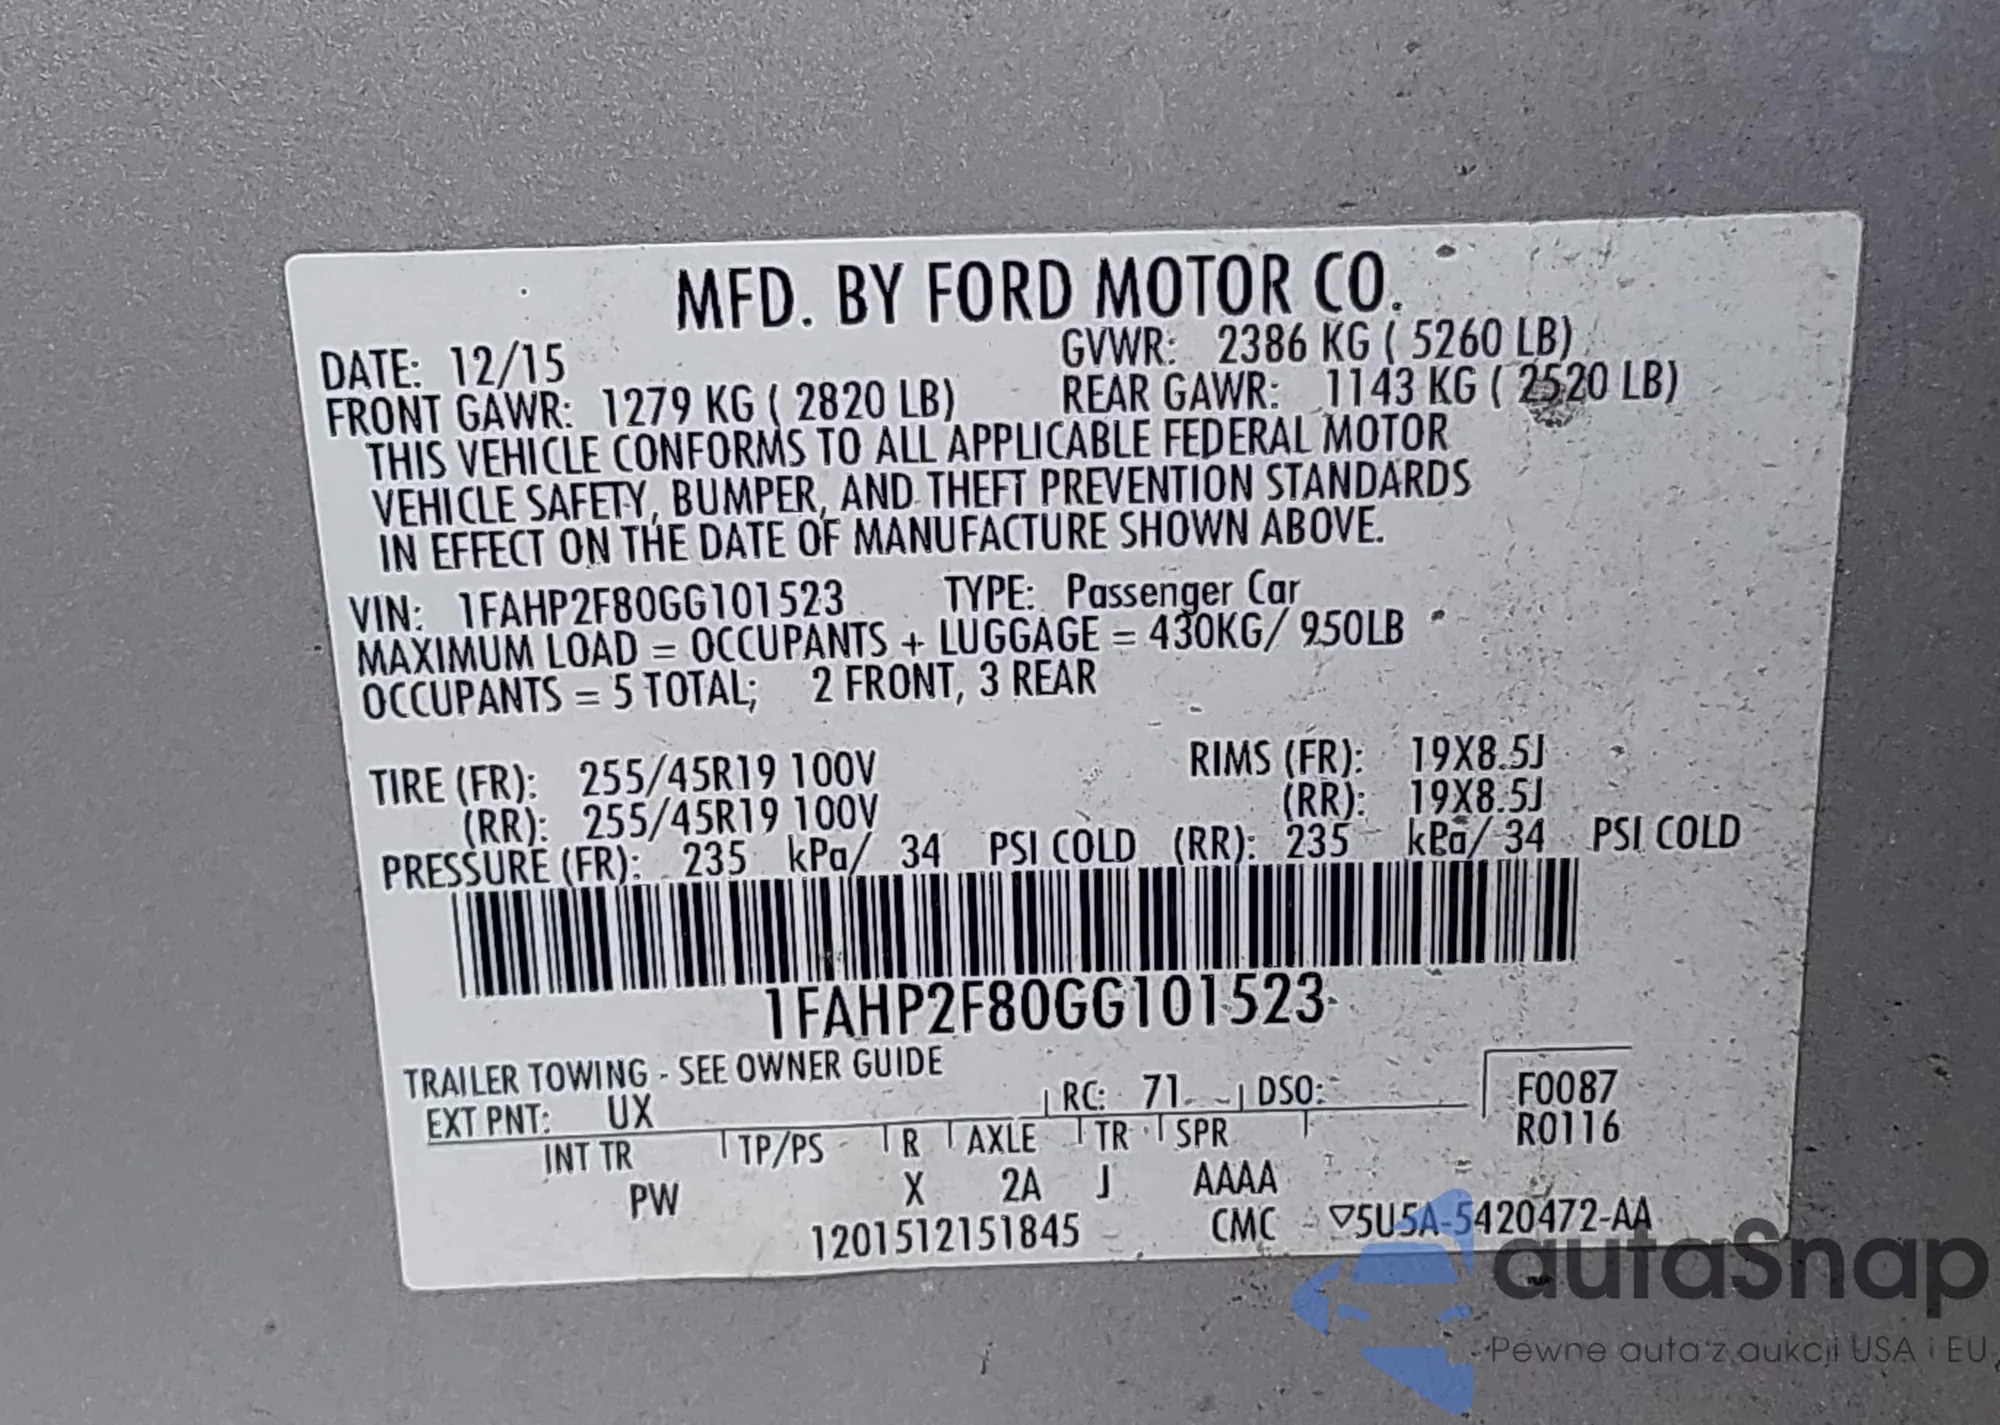 MFD. BY FORD MOTOR CO.
DATE: 12/15 GVWR: 2386 KG ( 5260 LB)
FRONT GAWR: 1279 KG ( 2820 LB) REAR GAWR: 1143 KG ( 2520 LB)
THIS VEHICLE CONFORMS TO ALL APPLICABLE FEDERAL MOTOR
VEHICLE SAFETY, BUMPER, AND THEFT PREVENTION STANDARDS
IN EFFECT ON THE DATE OF MANUFACTURE SHOWN ABOVE.
VIN: 1FAHP2F80GG101523 TYPE: Passenger Car
MAXIMUM LOAD = OCCUPANTS + LUGGAGE = 430KG/ 950LB
OCCUPANTS = 5 TOTAL; 2 FRONT, 3 REAR
TIRE (FR): 255/45R19 100V RIMS (FR): 19X8.5J
(RR): 255/45R19 100V (RR): 19X8.5J
PRESSURE (FR): 235 kPa/ 34 PSI COLD (RR): 235 kPa/ 34 PSI COLD
1FAHP2F80GG101523
TRAILER TOWING - SEE OWNER GUIDE
EXT PNT: UX RC: 71 DSO: F0087
INT TR TP/PS R AXLE TR SPR R0116
PW X 2A J AAAA
1201512151845 CMC ▽5U5A-5420472-AA
autaSnap
Pewne auta z aukcji USA i EU